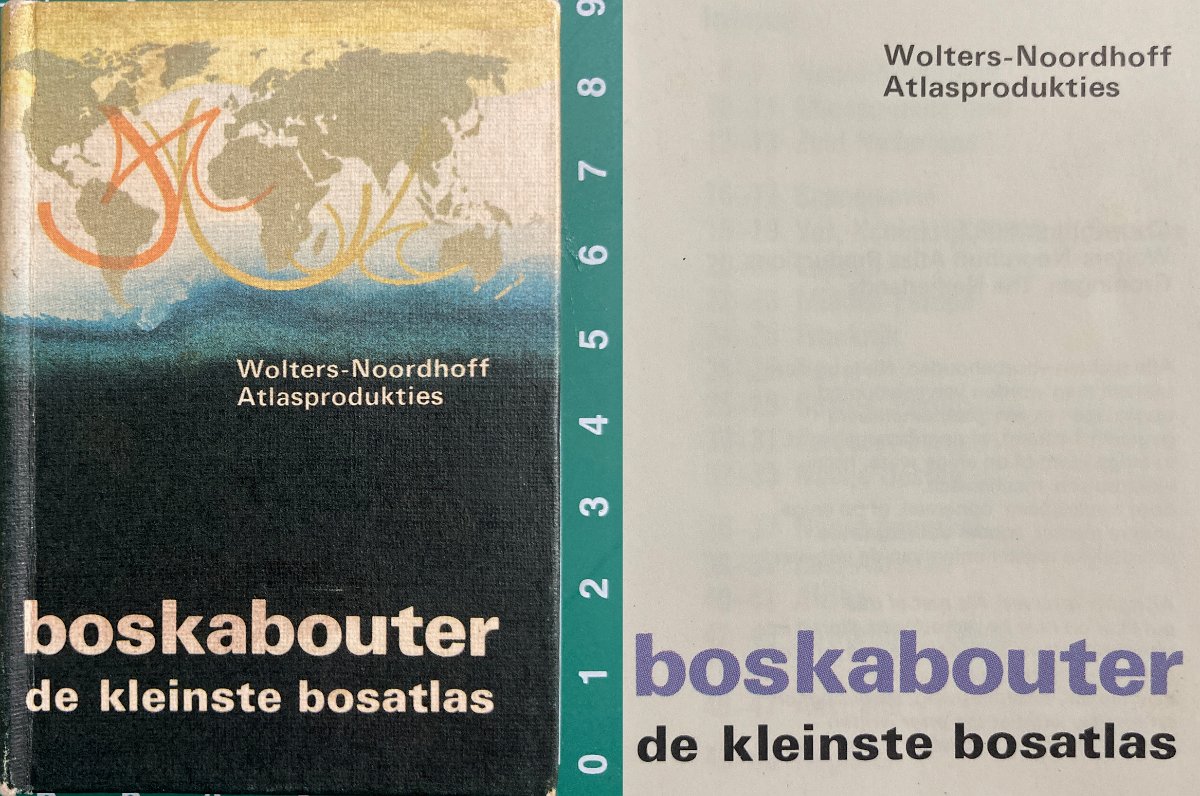 Wolters-Noordhoff
Atlasprodukties
boskabouter
de kleinste bosatlas
9
8
7
6
5
4
3
2
1
0
Wolters-Noordhoff
Atlasprodukties
boskabouter
de kleinste bosatlas